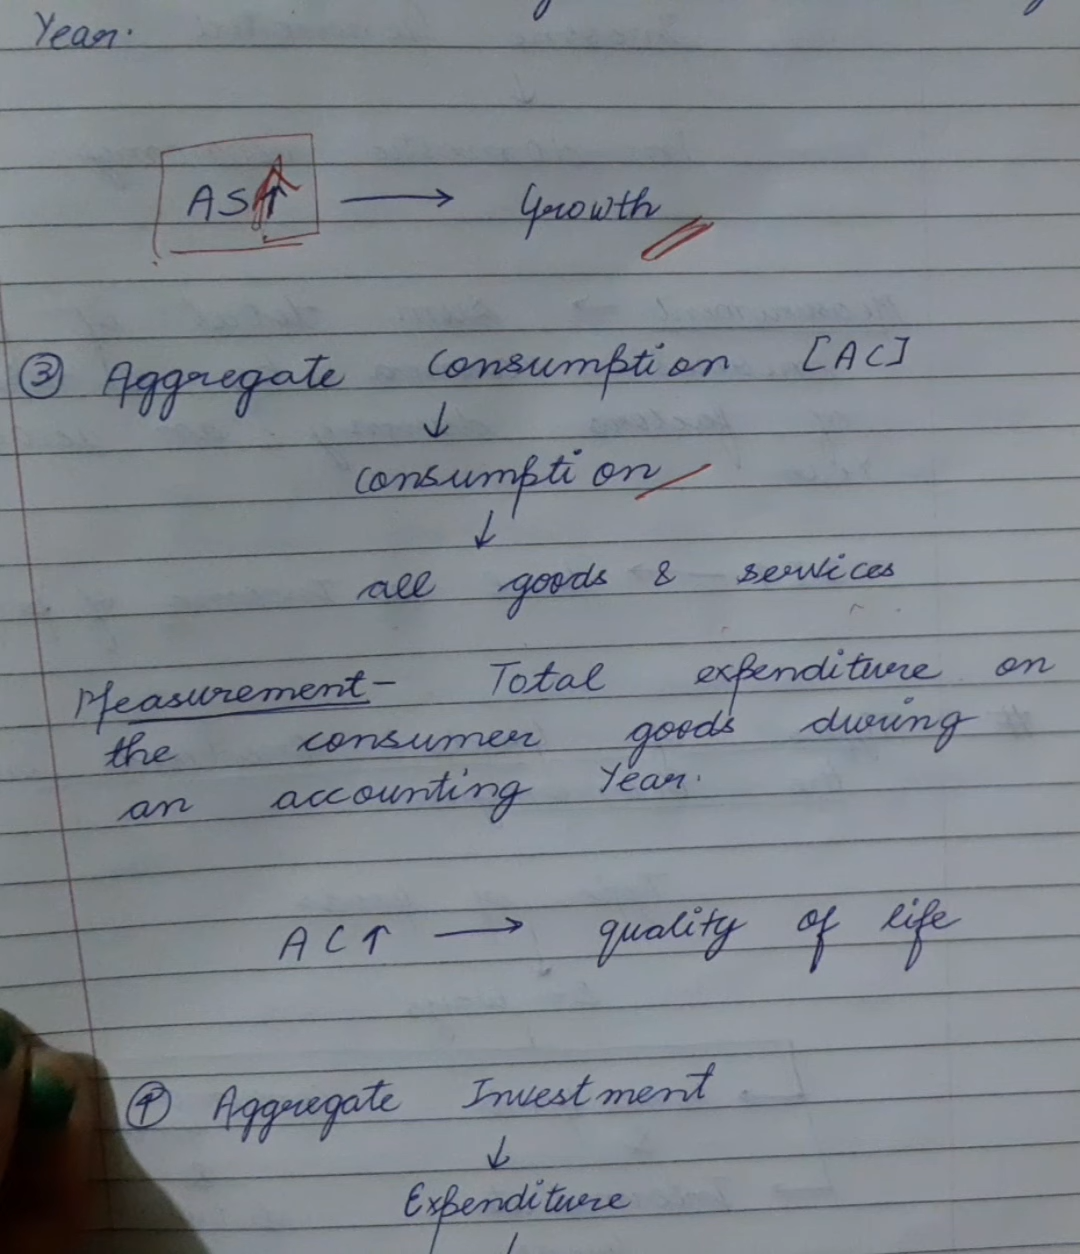 Year.
AS↑ → Growth
③ Aggregate Consumption [AC]
↓
Consumption
↓
all goods & services
Measurement- Total expenditure on
the consumer goods during
an accounting Year.
AC↑ → quality of life
④ Aggregate Investment
↓
Expenditure